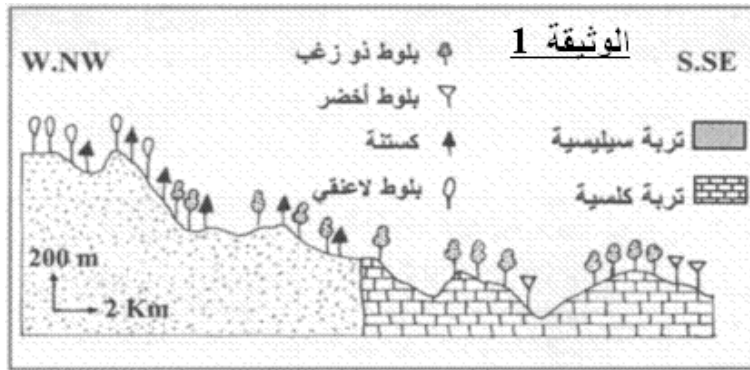 الوثيقة 1
W.NW
S.SE
بلوط ذو زغب
بلوط أخضر
كستنة
بلوط لاعنقي
تربة سيليسية
تربة كلسية
200 m
2 Km